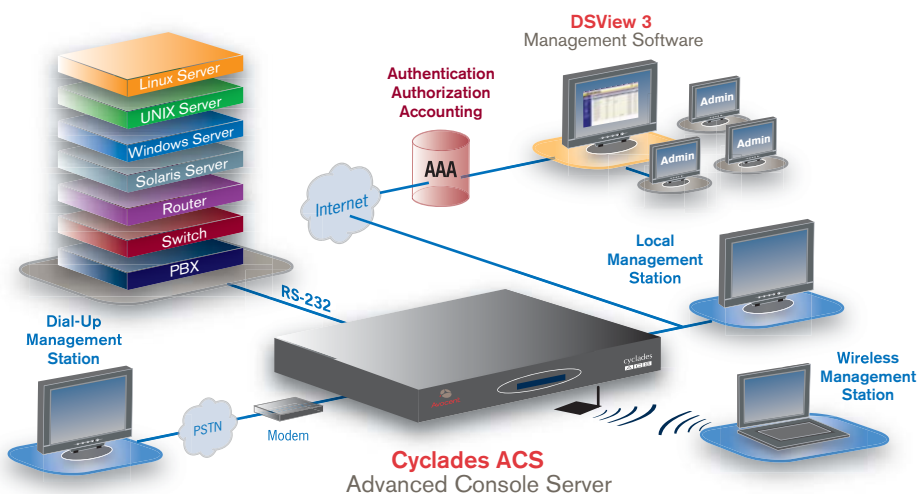 DSView 3
Management Software
Linux Server
UNIX Server
Windows Server
Solaris Server
Router
Switch
PBX
Authentication
Authorization
Accounting
AAA
Admin
Admin
Admin
Internet
Local
Management
Station
RS-232
Dial-Up
Management
Station
cyclades
Wireless
Management
Station
PSTN
Modem
Cyclades ACS
Advanced Console Server